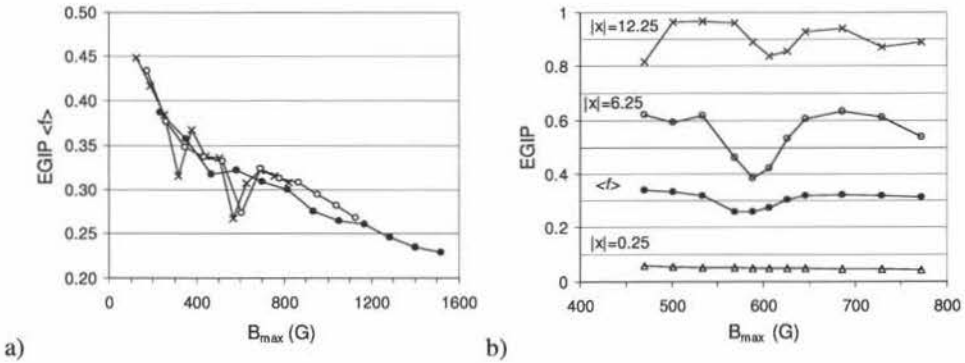 0.50
0.45
0.40
0.35
0.30
0.25
0.20
EGIP <f>
0 400 800 1200 1600
B_max (G)
a)
1
0.8
0.6
0.4
0.2
0
EGIP
|x|=12.25
|x|=6.25
<f>
|x|=0.25
400 500 600 700 800
B_max (G)
b)